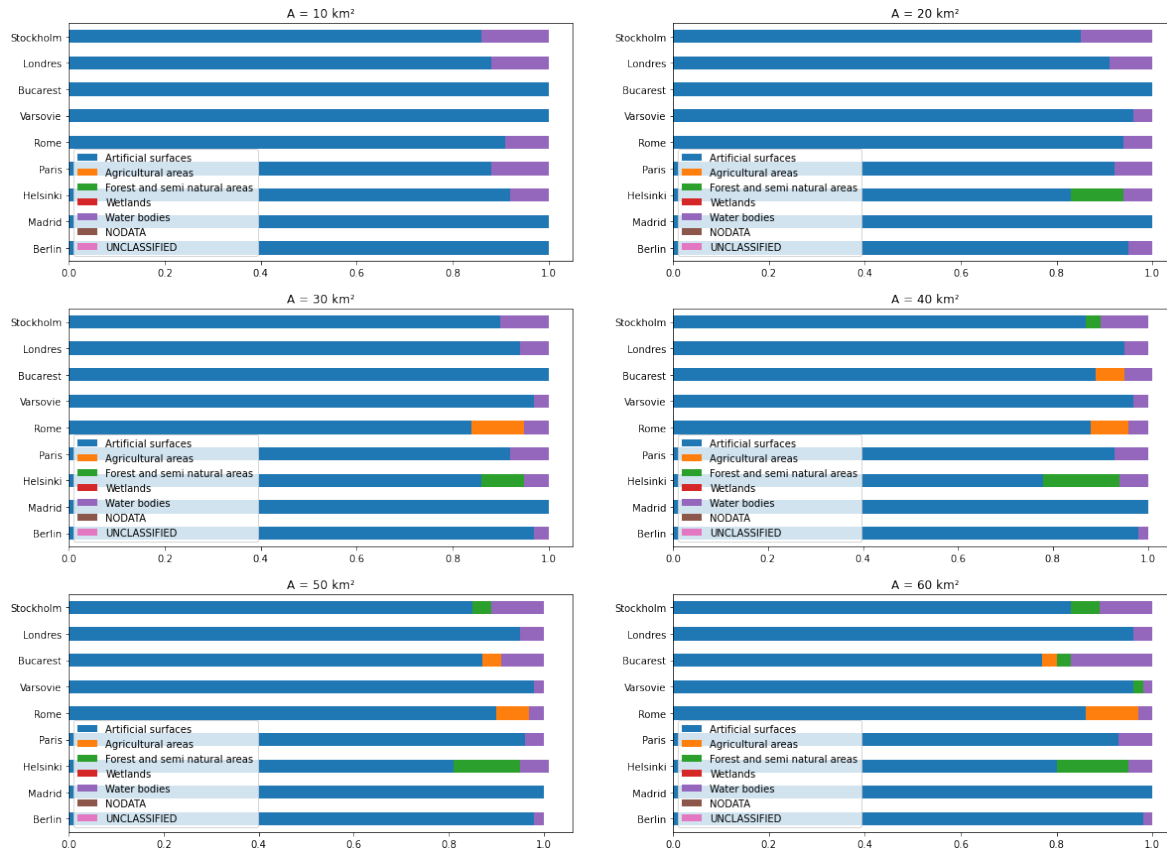 A = 10 km²
Stockholm
Londres
Bucarest
Varsovie
Rome
Paris
Helsinki
Madrid
Berlin
Artificial surfaces
Agricultural areas
Forest and semi natural areas
Wetlands
Water bodies
NODATA
UNCLASSIFIED
0.0 0.2 0.4 0.6 0.8 1.0
A = 20 km²
Stockholm
Londres
Bucarest
Varsovie
Rome
Paris
Helsinki
Madrid
Berlin
Artificial surfaces
Agricultural areas
Forest and semi natural areas
Wetlands
Water bodies
NODATA
UNCLASSIFIED
0.0 0.2 0.4 0.6 0.8 1.0
A = 30 km²
Stockholm
Londres
Bucarest
Varsovie
Rome
Paris
Helsinki
Madrid
Berlin
Artificial surfaces
Agricultural areas
Forest and semi natural areas
Wetlands
Water bodies
NODATA
UNCLASSIFIED
0.0 0.2 0.4 0.6 0.8 1.0
A = 40 km²
Stockholm
Londres
Bucarest
Varsovie
Rome
Paris
Helsinki
Madrid
Berlin
Artificial surfaces
Agricultural areas
Forest and semi natural areas
Wetlands
Water bodies
NODATA
UNCLASSIFIED
0.0 0.2 0.4 0.6 0.8 1.0
A = 50 km²
Stockholm
Londres
Bucarest
Varsovie
Rome
Paris
Helsinki
Madrid
Berlin
Artificial surfaces
Agricultural areas
Forest and semi natural areas
Wetlands
Water bodies
NODATA
UNCLASSIFIED
0.0 0.2 0.4 0.6 0.8 1.0
A = 60 km²
Stockholm
Londres
Bucarest
Varsovie
Rome
Paris
Helsinki
Madrid
Berlin
Artificial surfaces
Agricultural areas
Forest and semi natural areas
Wetlands
Water bodies
NODATA
UNCLASSIFIED
0.0 0.2 0.4 0.6 0.8 1.0